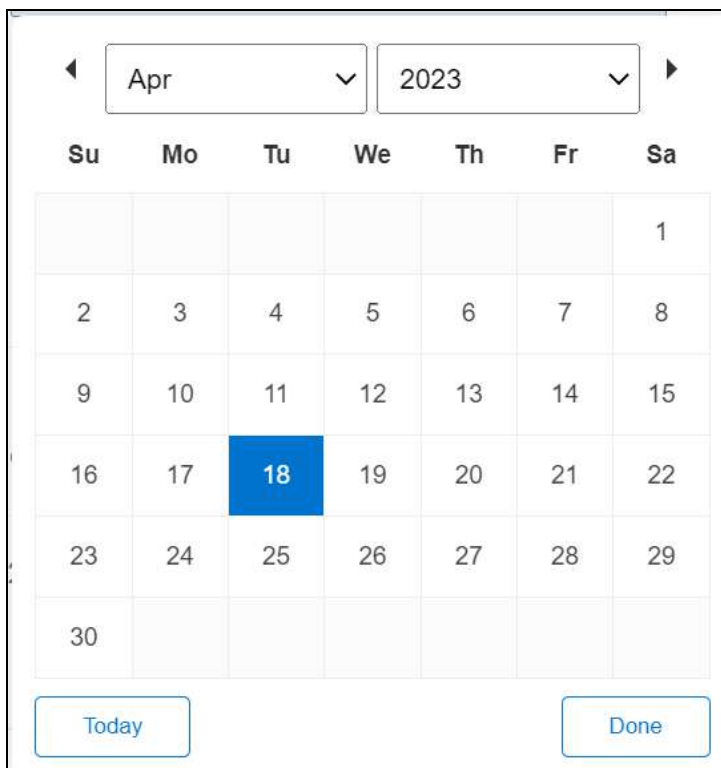 Apr 2023
Su Mo Tu We Th Fr Sa
1
2 3 4 5 6 7 8
9 10 11 12 13 14 15
16 17 18 19 20 21 22
23 24 25 26 27 28 29
30
Today Done